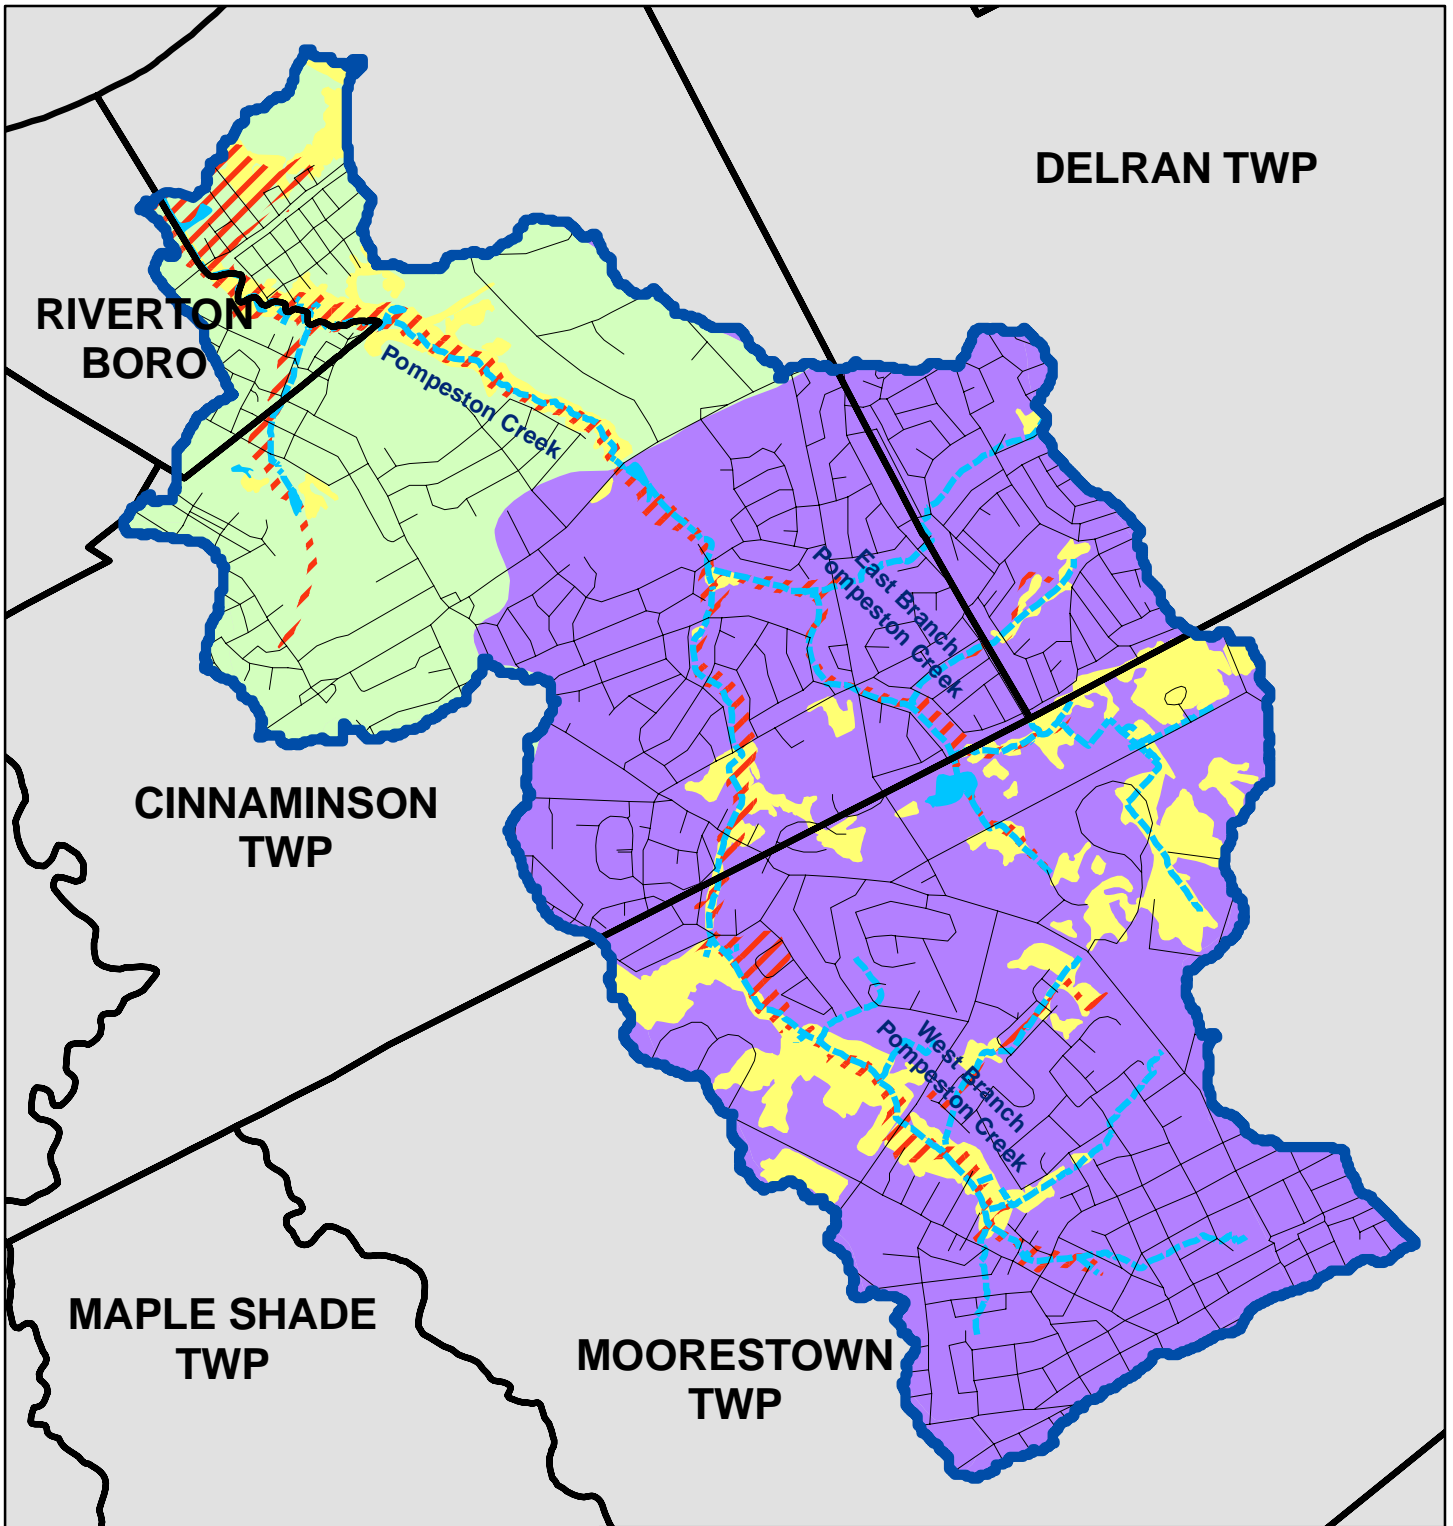 DELRAN TWP
RIVERTON
BORO
Pompeston Creek
East Branch
Pompeston Creek
CINNAMINSON
TWP
West Branch
Pompeston Creek
MAPLE SHADE
TWP
MOORESTOWN
TWP